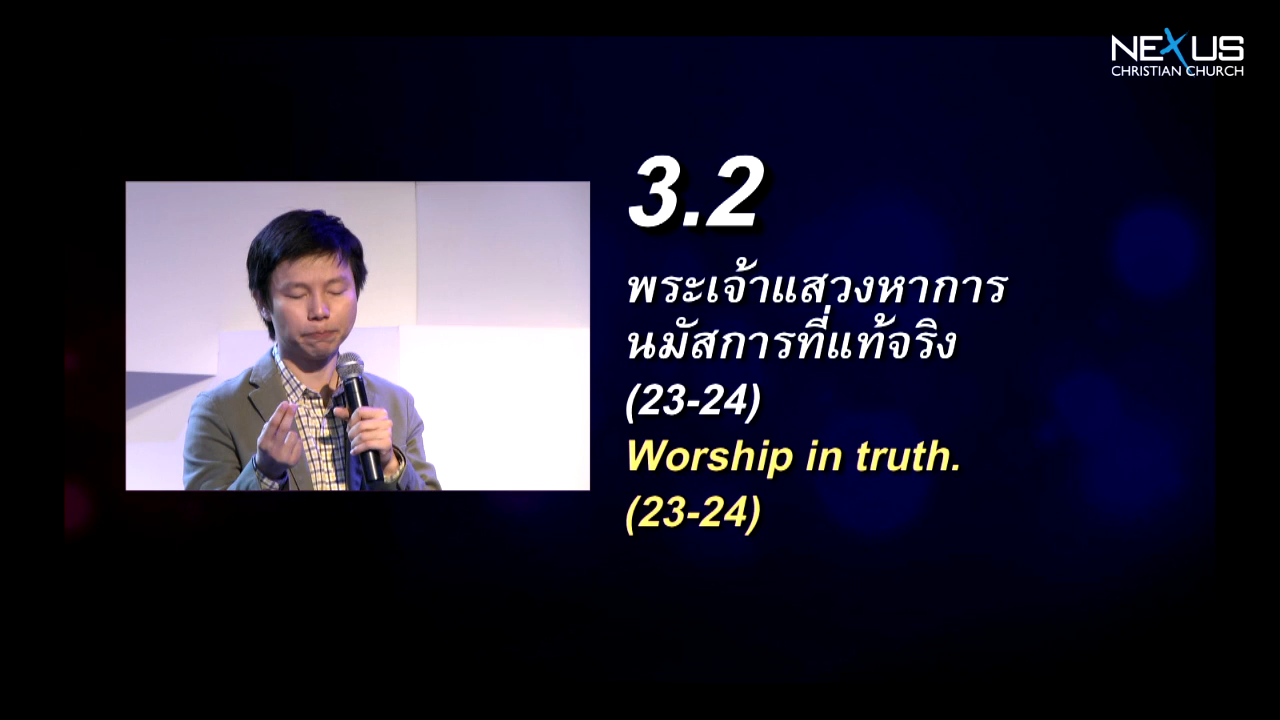 NEXUS
CHRISTIAN CHURCH
3.2
พระเจ้าแสวงหาการ
นมัสการที่แท้จริง
(23-24)
Worship in truth.
(23-24)